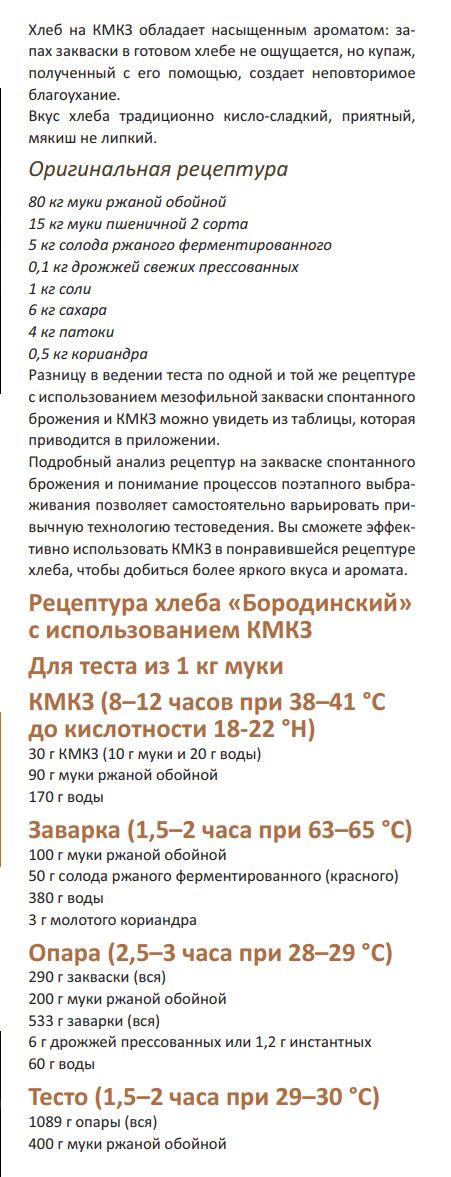 Хлеб на КМКЗ обладает насыщенным ароматом: за-
пах закваски в готовом хлебе не ощущается, но купаж,
полученный с его помощью, создает неповторимое
благоухание.
Вкус хлеба традиционно кисло-сладкий, приятный,
мякиш не липкий.
Оригинальная рецептура
80 кг муки ржаной обойной
15 кг муки пшеничной 2 сорта
5 кг солода ржаного ферментированного
0,1 кг дрожжей свежих прессованных
1 кг соли
6 кг сахара
4 кг патоки
0,5 кг кориандра
Разницу в ведении теста по одной и той же рецептуре
с использованием мезофильной закваски спонтанного
брожения и КМКЗ можно увидеть из таблицы, которая
приводится в приложении.
Подробный анализ рецептур на закваске спонтанного
брожения и понимание процессов поэтапного выбра-
живания позволяет самостоятельно варьировать при-
вычную технологию тестоведения. Вы сможете эффек-
тивно использовать КМКЗ в понравившейся рецептуре
хлеба, чтобы добиться более яркого вкуса и аромата.
Рецептура хлеба «Бородинский»
с использованием КМКЗ
Для теста из 1 кг муки
КМКЗ (8–12 часов при 38–41 °С
до кислотности 18-22 °Н)
30 г КМКЗ (10 г муки и 20 г воды)
90 г муки ржаной обойной
170 г воды
Заварка (1,5–2 часа при 63–65 °С)
100 г муки ржаной обойной
50 г солода ржаного ферментированного (красного)
380 г воды
3 г молотого кориандра
Опара (2,5–3 часа при 28–29 °С)
290 г закваски (вся)
200 г муки ржаной обойной
533 г заварки (вся)
6 г дрожжей прессованных или 1,2 г инстантных
60 г воды
Тесто (1,5–2 часа при 29–30 °С)
1089 г опары (вся)
400 г муки ржаной обойной